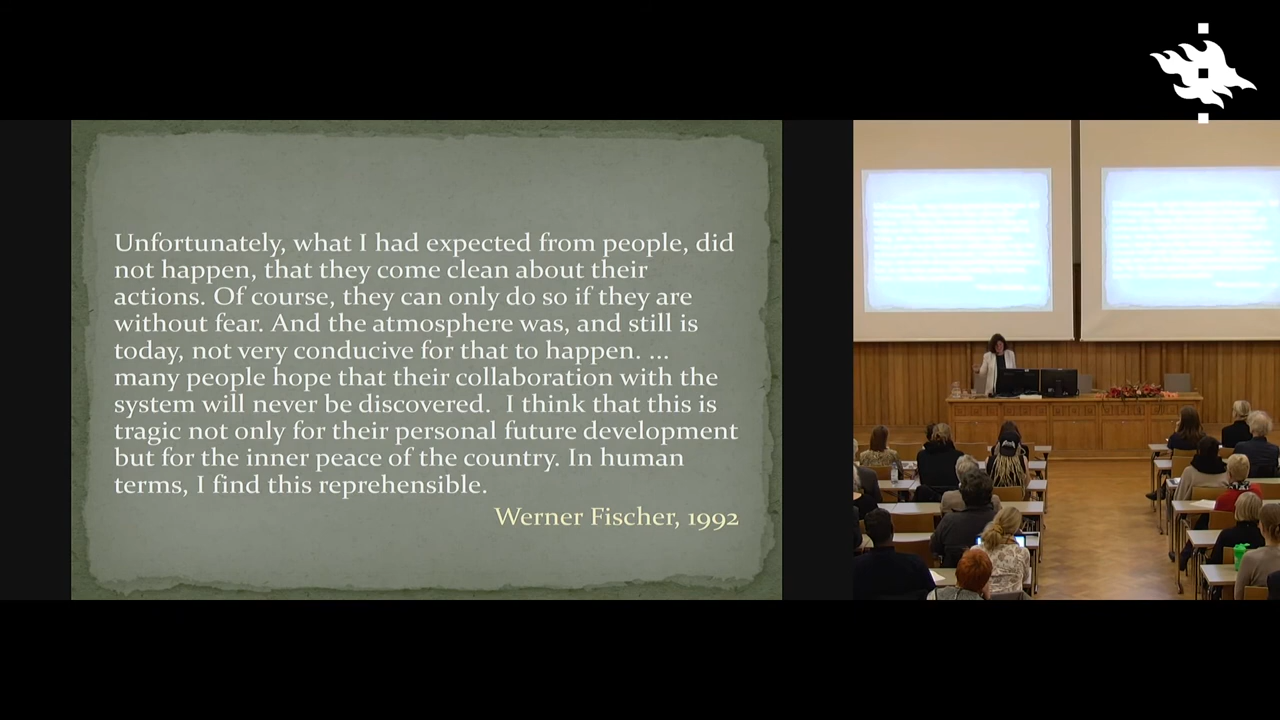 Unfortunately, what I had expected from people, did
not happen, that they come clean about their
actions. Of course, they can only do so if they are
without fear. And the atmosphere was, and still is
today, not very conducive for that to happen. ...
many people hope that their collaboration with the
system will never be discovered.  I think that this is
tragic not only for their personal future development
but for the inner peace of the country. In human
terms, I find this reprehensible.
Werner Fischer, 1992